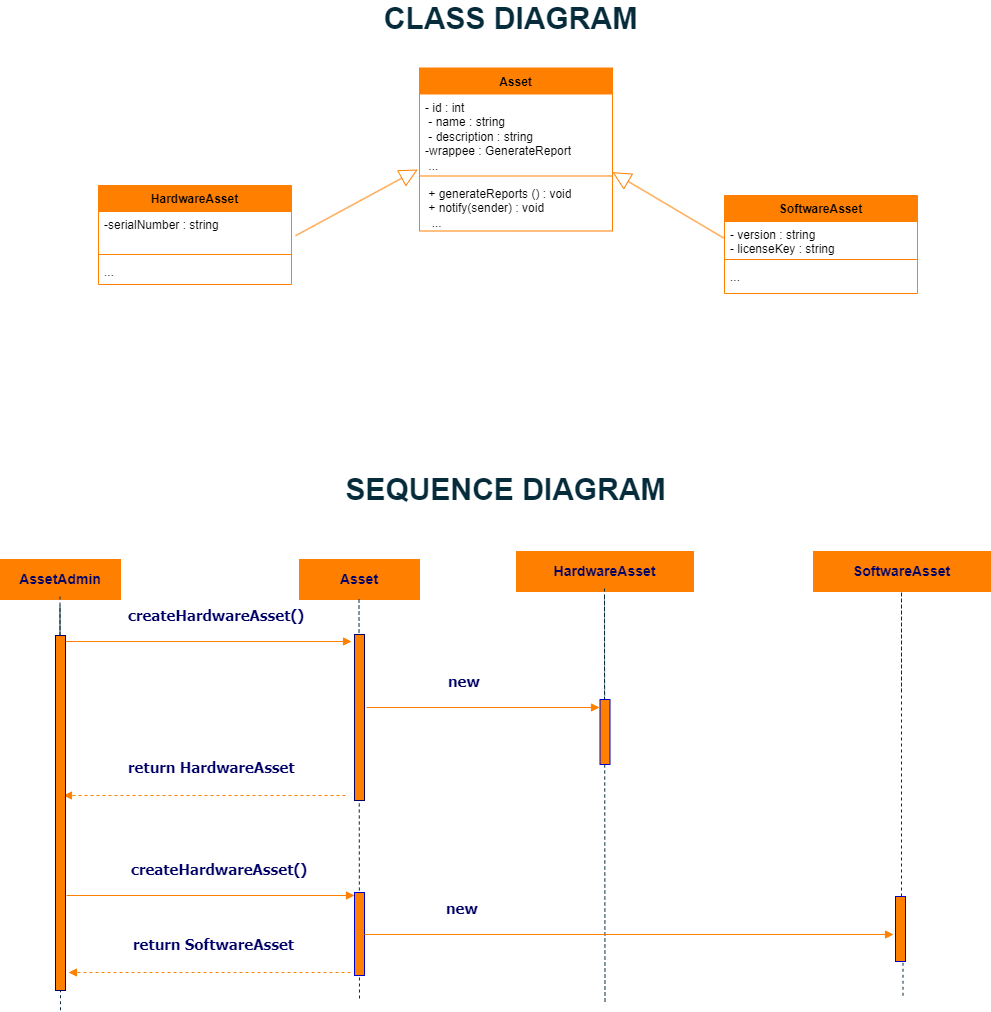 CLASS DIAGRAM
Asset
- id : int
- name : string
- description : string
-wrappee : GenerateReport
...
+ generateReports () : void
+ notify(sender) : void
...
HardwareAsset
-serialNumber : string
...
SoftwareAsset
- version : string
- licenseKey : string
...
SEQUENCE DIAGRAM
AssetAdmin
Asset
HardwareAsset
SoftwareAsset
createHardwareAsset()
new
return HardwareAsset
createHardwareAsset()
new
return SoftwareAsset